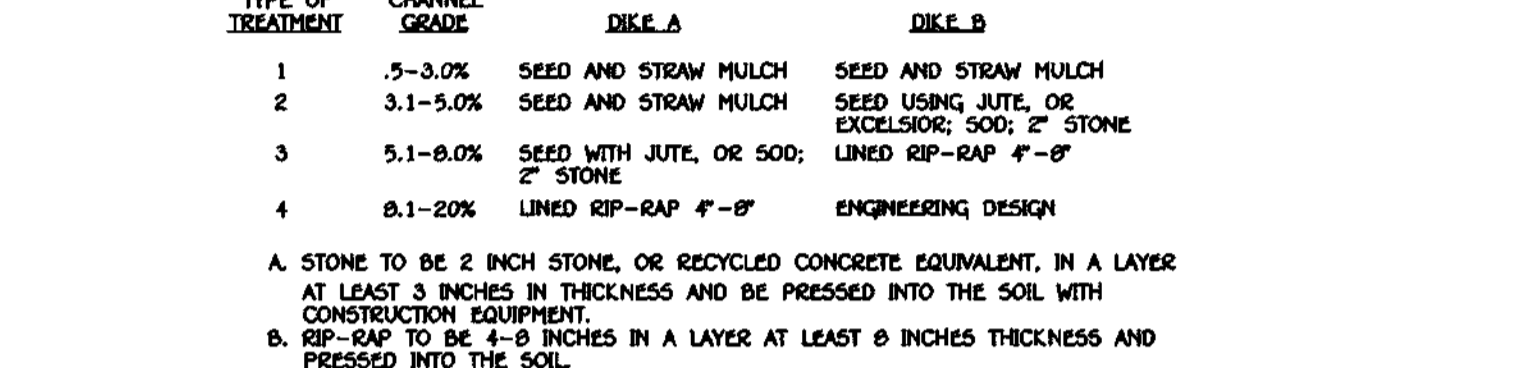 TYPE OF CHANNEL
TREATMENT GRADE DIKE A DIKE B
1 .5-3.0% SEED AND STRAW MULCH SEED AND STRAW MULCH
2 3.1-5.0% SEED AND STRAW MULCH SEED USING JUTE, OR
EXCELSIOR; SOD; 2" STONE
3 5.1-8.0% SEED WITH JUTE, OR SOD; LINED RIP-RAP 4"-8"
2" STONE
4 8.1-20% LINED RIP-RAP 4"-8" ENGINEERING DESIGN
A. STONE TO BE 2 INCH STONE, OR RECYCLED CONCRETE EQUIVALENT, IN A LAYER
AT LEAST 3 INCHES IN THICKNESS AND BE PRESSED INTO THE SOIL WITH
CONSTRUCTION EQUIPMENT.
B. RIP-RAP TO BE 4-8 INCHES IN A LAYER AT LEAST 8 INCHES THICKNESS AND
PRESSED INTO THE SOIL.